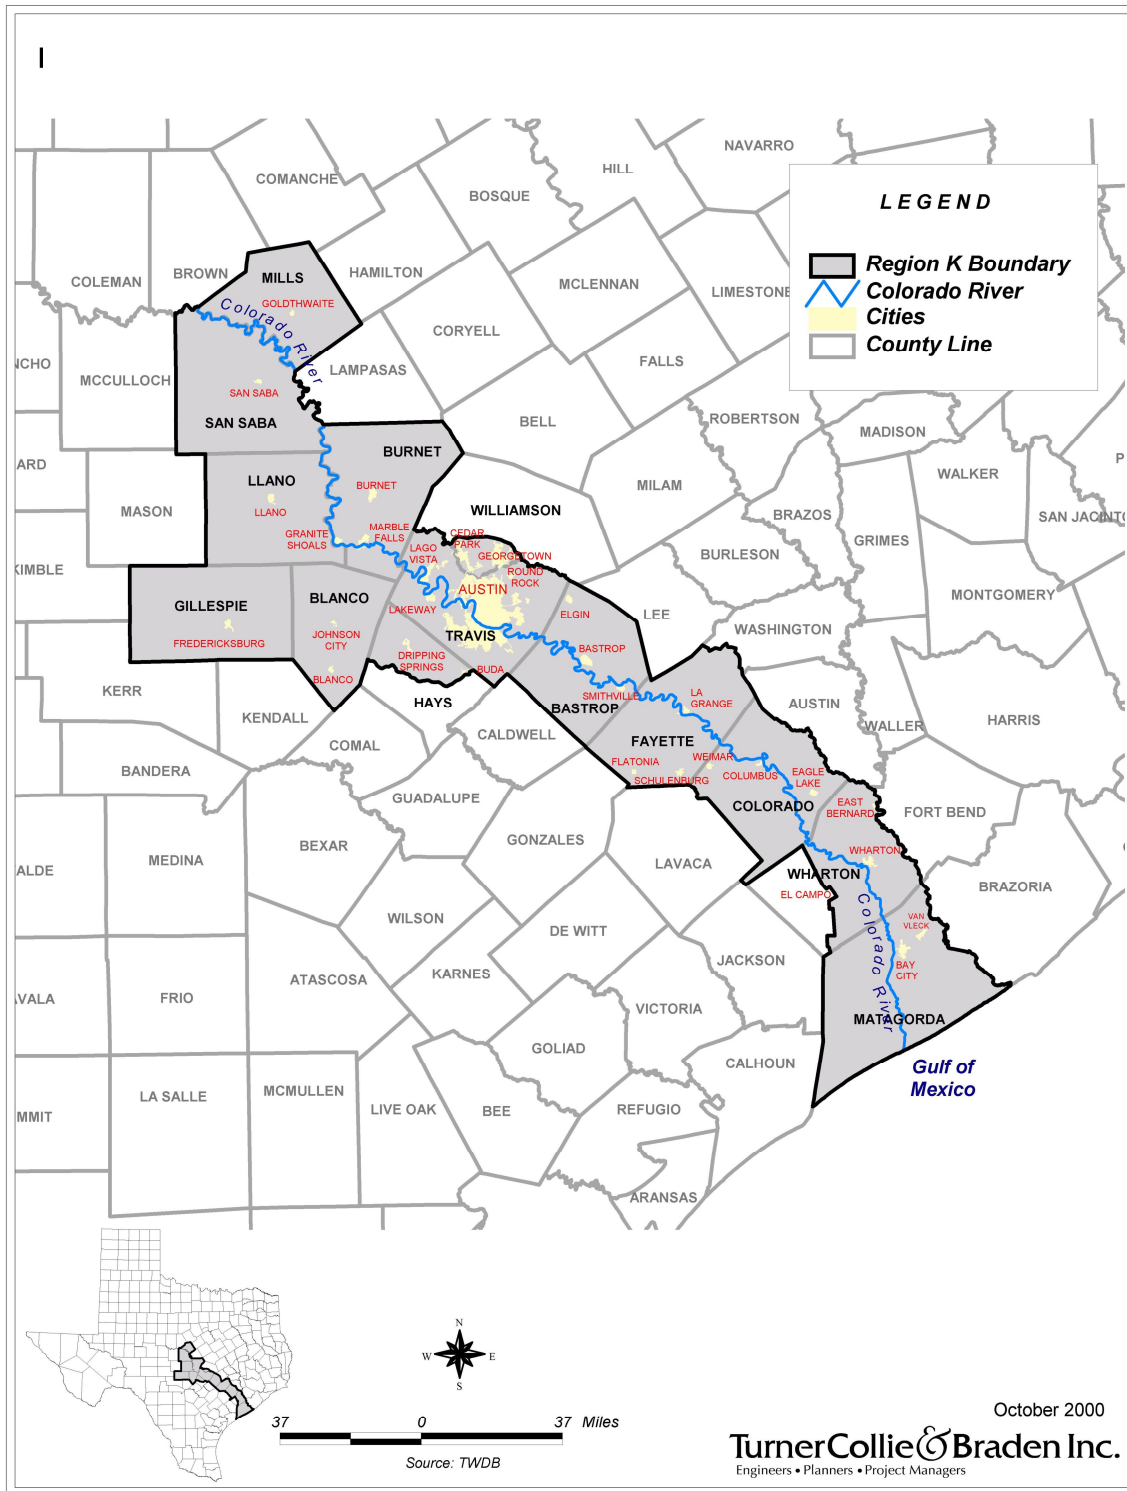 I
NAVARRO
HILL
COMANCHE
BOSQUE
LEGEND
Region K Boundary
Colorado River
Cities
County Line
BROWN
HAMILTON
COLEMAN
MILLS
GOLDTHWAITE
MCLENNAN
LIMESTONE
Colorado River
CORYELL
NCHO
MCCULLOCH
LAMPASAS
FALLS
SAN SABA
SAN SABA
BELL
ROBERTSON
MADISON
BURNET
ARD
LLANO
WALKER
P
MASON
LLANO
BURNET
MILAM
WILLIAMSON
BRAZOS
SAN JACINTO
GRANITE
SHOALS
MARBLE
FALLS
CEDAR
PARK
LAGO
VISTA
GEORGETOWN
ROUND
ROCK
GRIMES
BURLESON
KIMBLE
AUSTIN
MONTGOMERY
GILLESPIE
BLANCO
LAKEWAY
ELGIN
LEE
WASHINGTON
FREDERICKSBURG
JOHNSON
CITY
TRAVIS
BASTROP
DRIPPING
SPRINGS
BUDA
BLANCO
KERR
SMITHVILLE
LA
GRANGE
HAYS
BASTROP
AUSTIN
KENDALL
WALLER
HARRIS
COMAL
CALDWELL
FAYETTE
WEIMAR
FLATONIA
SCHULENBURG
COLUMBUS
EAGLE
LAKE
BANDERA
GUADALUPE
COLORADO
EAST
BERNARD
FORT BEND
BEXAR
GONZALES
MEDINA
LAVACA
WHARTON
ALDE
WHARTON
EL CAMPO
BRAZORIA
WILSON
Colorado River
VAN
VLECK
DE WITT
BAY
CITY
KARNES
JACKSON
ATASCOSA
AVALA
FRIO
VICTORIA
MATAGORDA
GOLIAD
CALHOUN
Gulf of
Mexico
MCMULLEN
LA SALLE
LIVE OAK
BEE
REFUGIO
MMIT
ARANSAS
N
W E
S
37 0 37 Miles
Source: TWDB
October 2000
TurnerCollie&Braden Inc.
Engineers • Planners • Project Managers